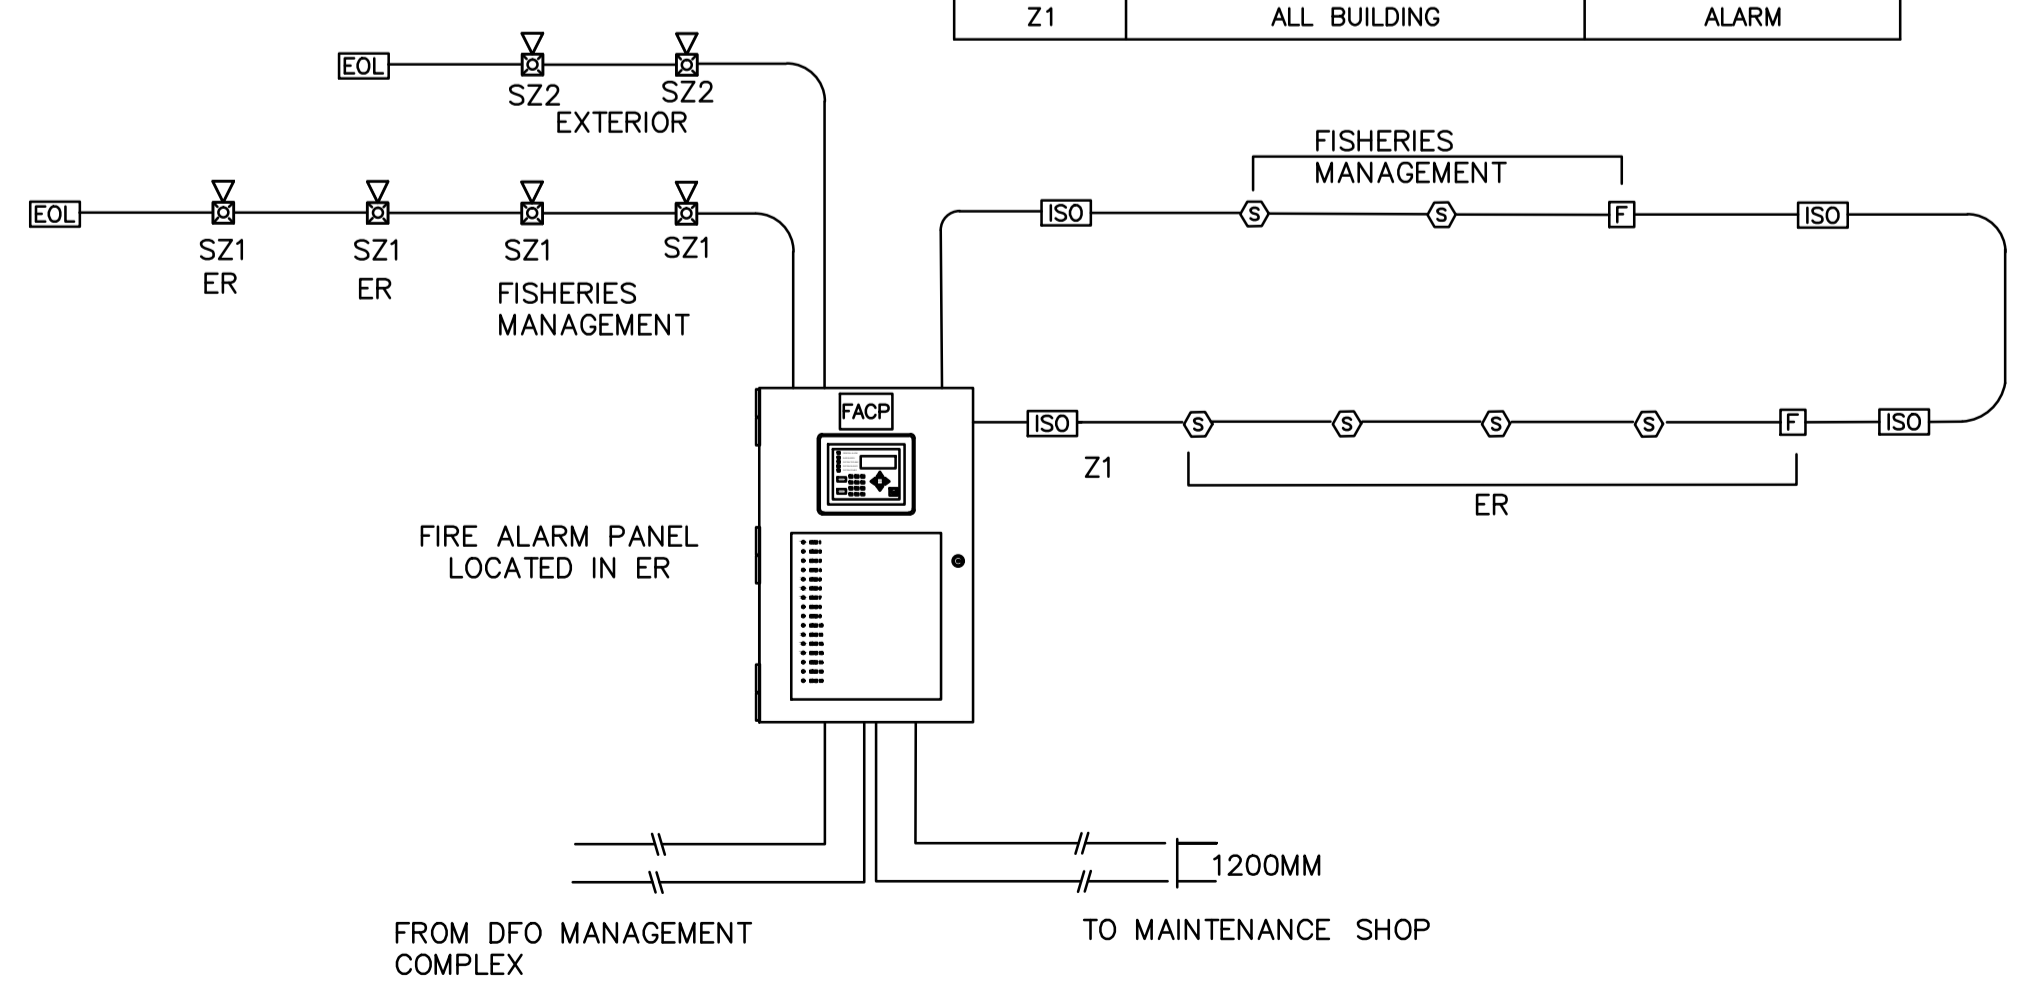 Z1 ALL BUILDING ALARM
EOL
SZ2 SZ2
EXTERIOR
EOL
SZ1 SZ1 SZ1 SZ1
ER ER
FISHERIES
MANAGEMENT
FISHERIES
MANAGEMENT
ISO S S F ISO
FACP
ISO S S S S F ISO
Z1
ER
FIRE ALARM PANEL
LOCATED IN ER
1200MM
FROM DFO MANAGEMENT
COMPLEX
TO MAINTENANCE SHOP